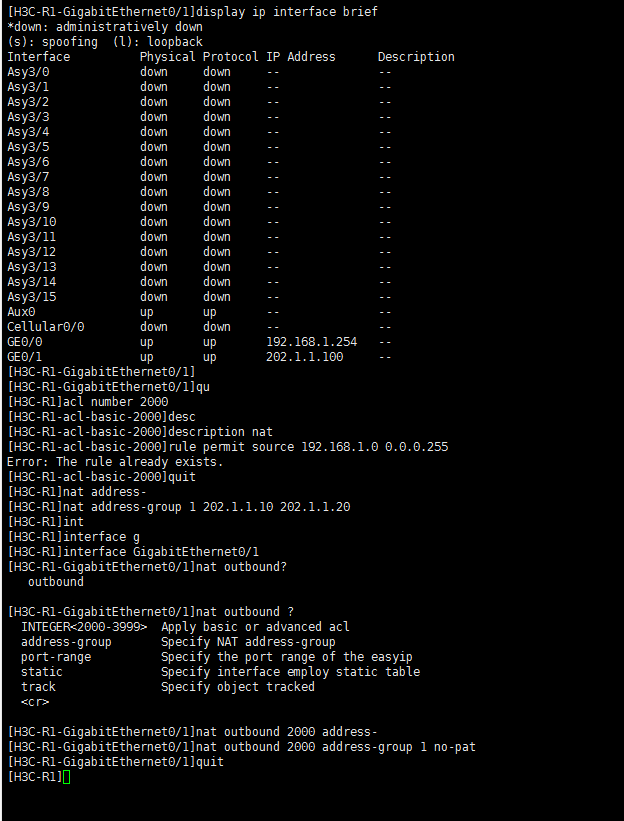 [H3C-R1-GigabitEthernet0/1]display ip interface brief
*down: administratively down
(s): spoofing  (l): loopback
Interface          Physical Protocol IP Address      Description
Asy3/0             down     down     --              --
Asy3/1             down     down     --              --
Asy3/2             down     down     --              --
Asy3/3             down     down     --              --
Asy3/4             down     down     --              --
Asy3/5             down     down     --              --
Asy3/6             down     down     --              --
Asy3/7             down     down     --              --
Asy3/8             down     down     --              --
Asy3/9             down     down     --              --
Asy3/10            down     down     --              --
Asy3/11            down     down     --              --
Asy3/12            down     down     --              --
Asy3/13            down     down     --              --
Asy3/14            down     down     --              --
Asy3/15            down     down     --              --
Aux0               up       up       --              --
Cellular0/0        down     down     --              --
GE0/0              up       up       192.168.1.254   --
GE0/1              up       up       202.1.1.100     --
[H3C-R1-GigabitEthernet0/1]
[H3C-R1-GigabitEthernet0/1]qu
[H3C-R1]acl number 2000
[H3C-R1-acl-basic-2000]desc
[H3C-R1-acl-basic-2000]description nat
[H3C-R1-acl-basic-2000]rule permit source 192.168.1.0 0.0.0.255
Error: The rule already exists.
[H3C-R1-acl-basic-2000]quit
[H3C-R1]nat address-
[H3C-R1]nat address-group 1 202.1.1.10 202.1.1.20
[H3C-R1]int
[H3C-R1]interface g
[H3C-R1]interface GigabitEthernet0/1
[H3C-R1-GigabitEthernet0/1]nat outbound?
   outbound

[H3C-R1-GigabitEthernet0/1]nat outbound ?
  INTEGER<2000-3999>  Apply basic or advanced acl
  address-group       Specify NAT address-group
  port-range          Specify the port range of the easyip
  static              Specify interface employ static table
  track               Specify object tracked
  <cr>

[H3C-R1-GigabitEthernet0/1]nat outbound 2000 address-
[H3C-R1-GigabitEthernet0/1]nat outbound 2000 address-group 1 no-pat
[H3C-R1-GigabitEthernet0/1]quit
[H3C-R1]